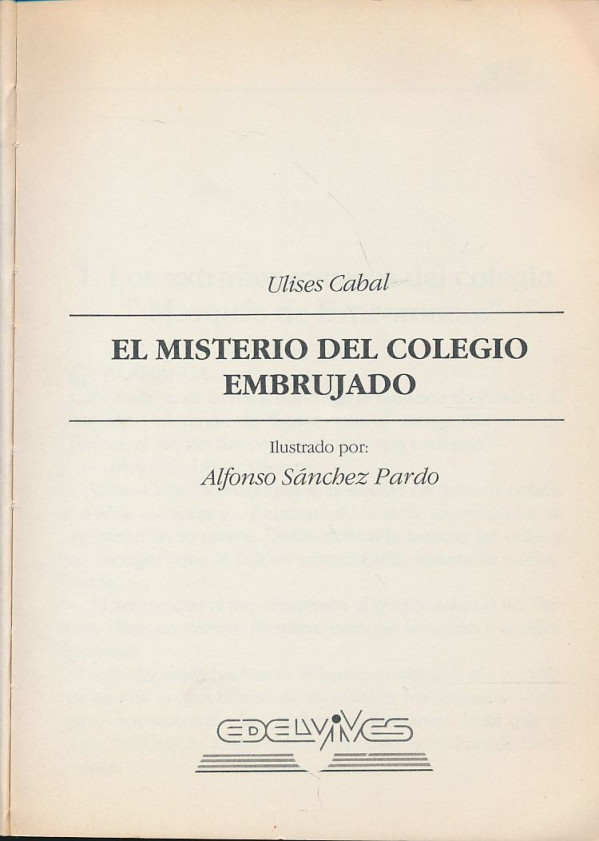 Ulises Cabal
EL MISTERIO DEL COLEGIO
EMBRUJADO
Ilustrado por:
Alfonso Sánchez Pardo
EDELVIVES